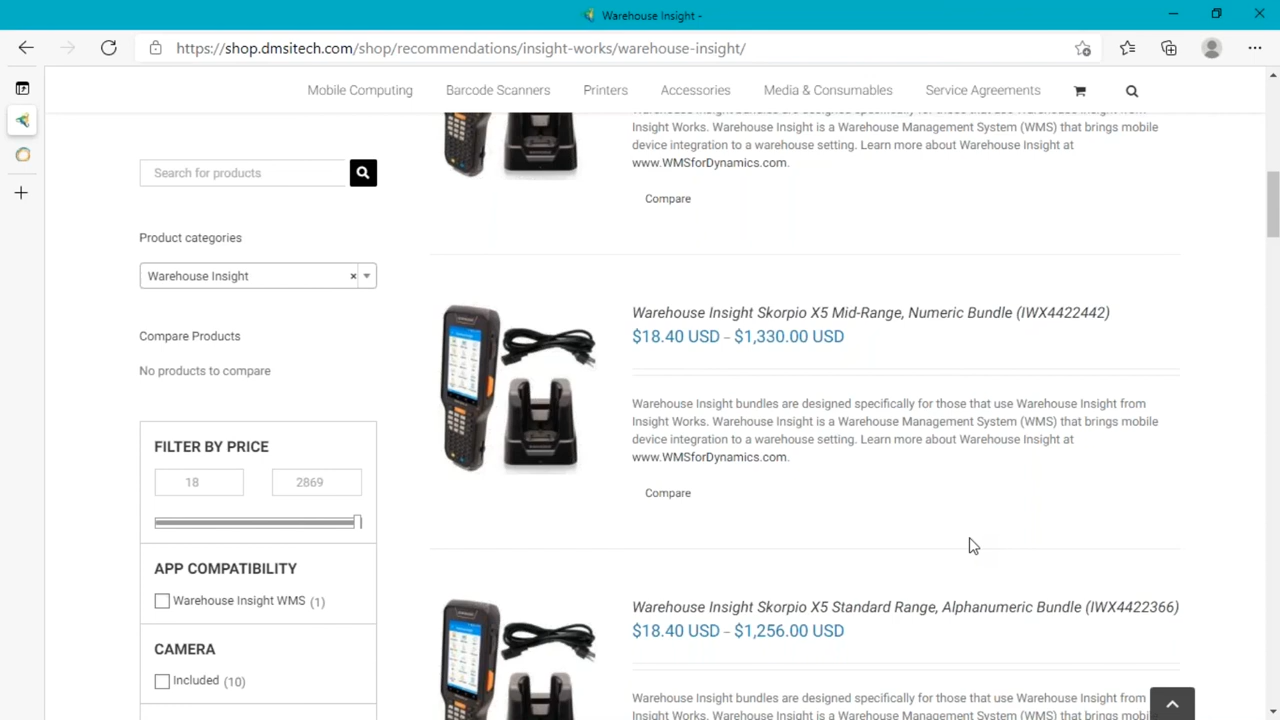 Warehouse Insight -
https://shop.dmsitech.com/shop/recommendations/insight-works/warehouse-insight/
Mobile Computing Barcode Scanners Printers Accessories Media & Consumables Service Agreements
Search for products
Product categories
Warehouse Insight
Compare Products
No products to compare
FILTER BY PRICE
18 2869
APP COMPATIBILITY
Warehouse Insight WMS (1)
CAMERA
Included (10)
Insight Works. Warehouse Insight is a Warehouse Management System (WMS) that brings mobile
device integration to a warehouse setting. Learn more about Warehouse Insight at
www.WMSforDynamics.com.
Compare
Warehouse Insight Skorpio X5 Mid-Range, Numeric Bundle (IWX4422442)
$18.40 USD – $1,330.00 USD
Warehouse Insight bundles are designed specifically for those that use Warehouse Insight from
Insight Works. Warehouse Insight is a Warehouse Management System (WMS) that brings mobile
device integration to a warehouse setting. Learn more about Warehouse Insight at
www.WMSforDynamics.com.
Compare
Warehouse Insight Skorpio X5 Standard Range, Alphanumeric Bundle (IWX4422366)
$18.40 USD – $1,256.00 USD
Warehouse Insight bundles are designed specifically for those that use Warehouse Insight from